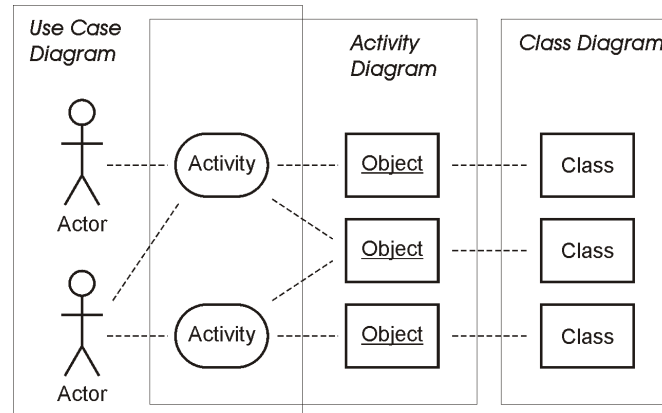 Use Case
Diagram
Activity
Diagram
Class Diagram
Activity
Object
Class
Actor
Object
Class
Activity
Object
Class
Actor